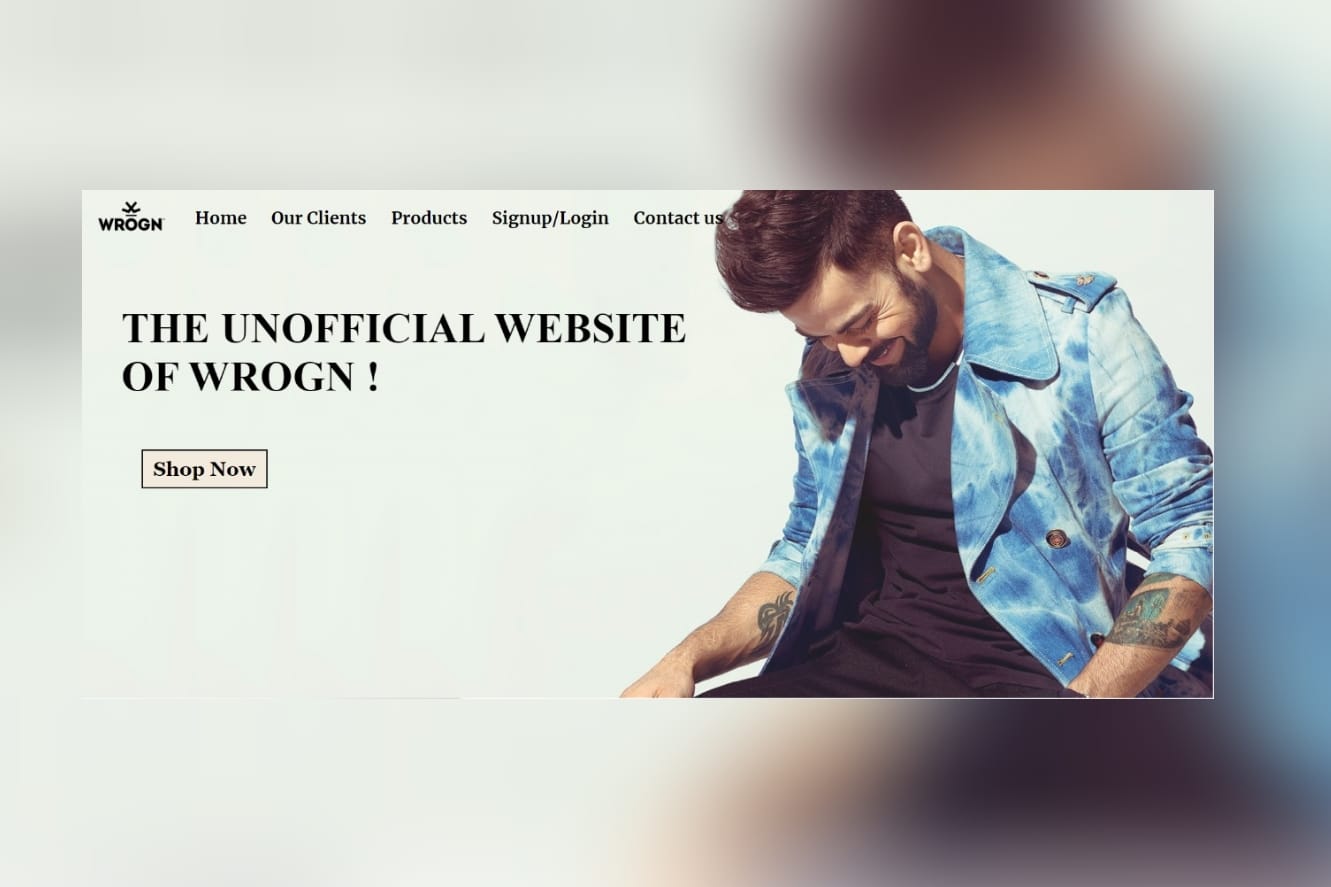 WROGN
Home Our Clients Products Signup/Login Contact us
THE UNOFFICIAL WEBSITE
OF WROGN !
Shop Now